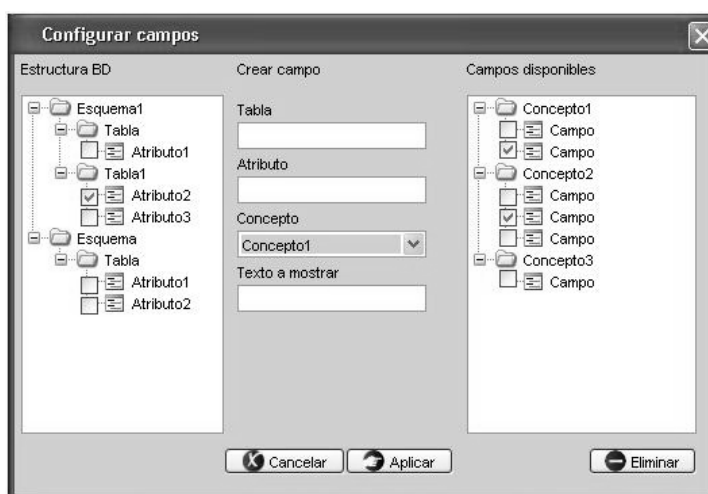 Configurar campos
Estructura BD
Esquema1
Tabla
Atributo1
Tabla1
Atributo2
Atributo3
Esquema
Tabla
Atributo1
Atributo2
Crear campo
Tabla
Atributo
Concepto
Concepto1
Texto a mostrar
Campos disponibles
Concepto1
Campo
Campo
Concepto2
Campo
Campo
Campo
Concepto3
Campo
Cancelar
Aplicar
Eliminar